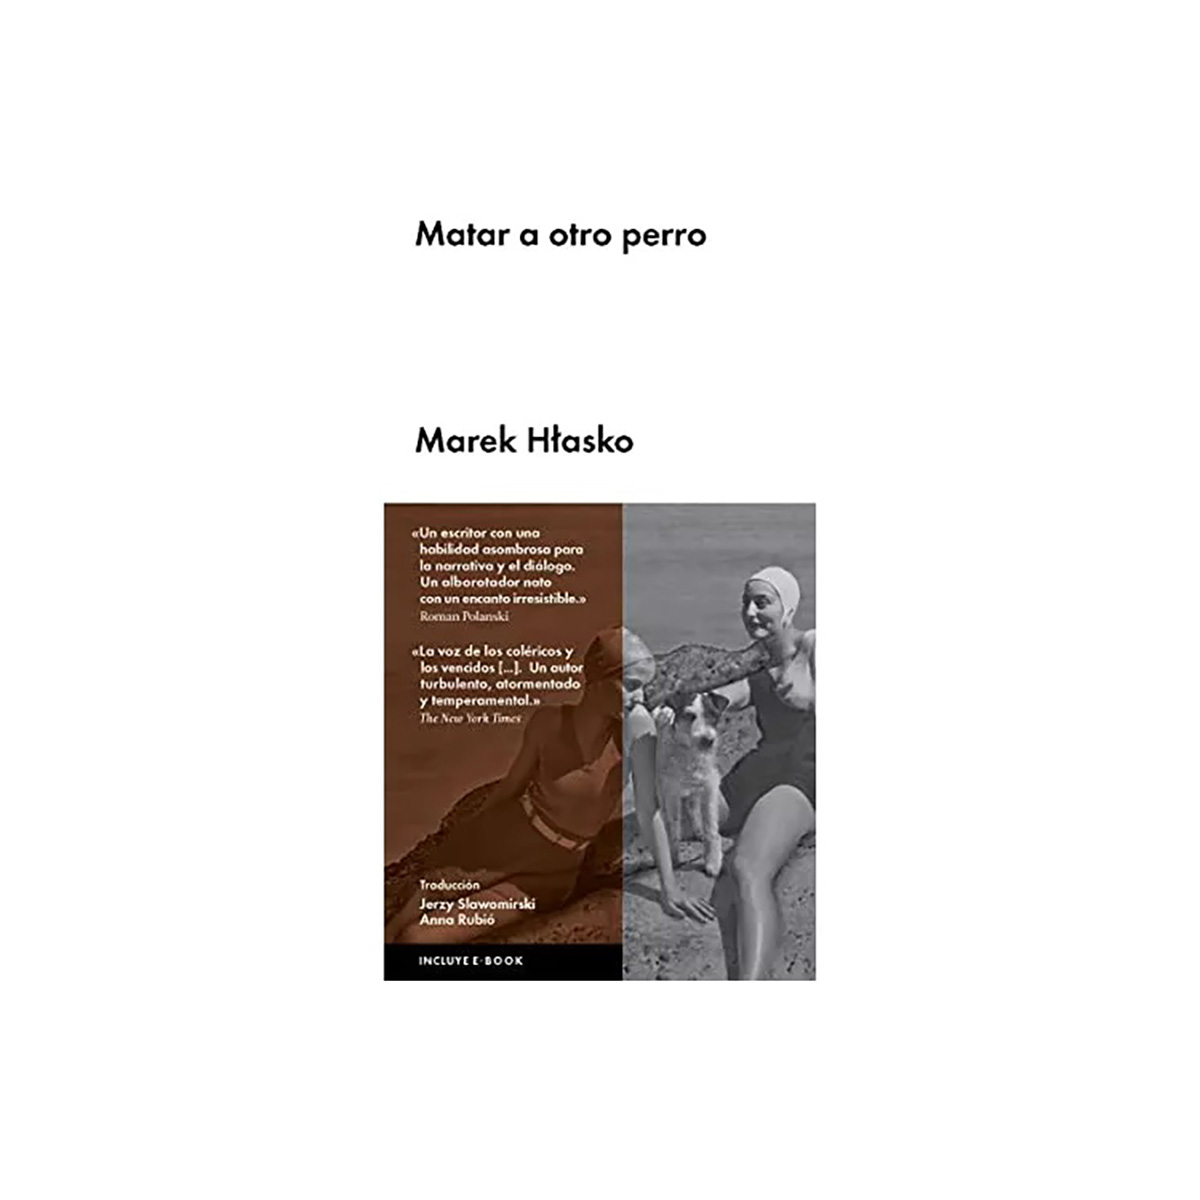 Matar a otro perro
Marek Hłasko
«Un escritor con una
habilidad asombrosa para
la narrativa y el diálogo.
Un alborotador nato
con un encanto irresistible.»
Roman Polanski
«La voz de los coléricos y
los vencidos [...]. Un autor
turbulento, atormentado
y temperamental.»
The New York Times
Traducción
Jerzy Slawomirski
Anna Rubió
INCLUYE E-BOOK